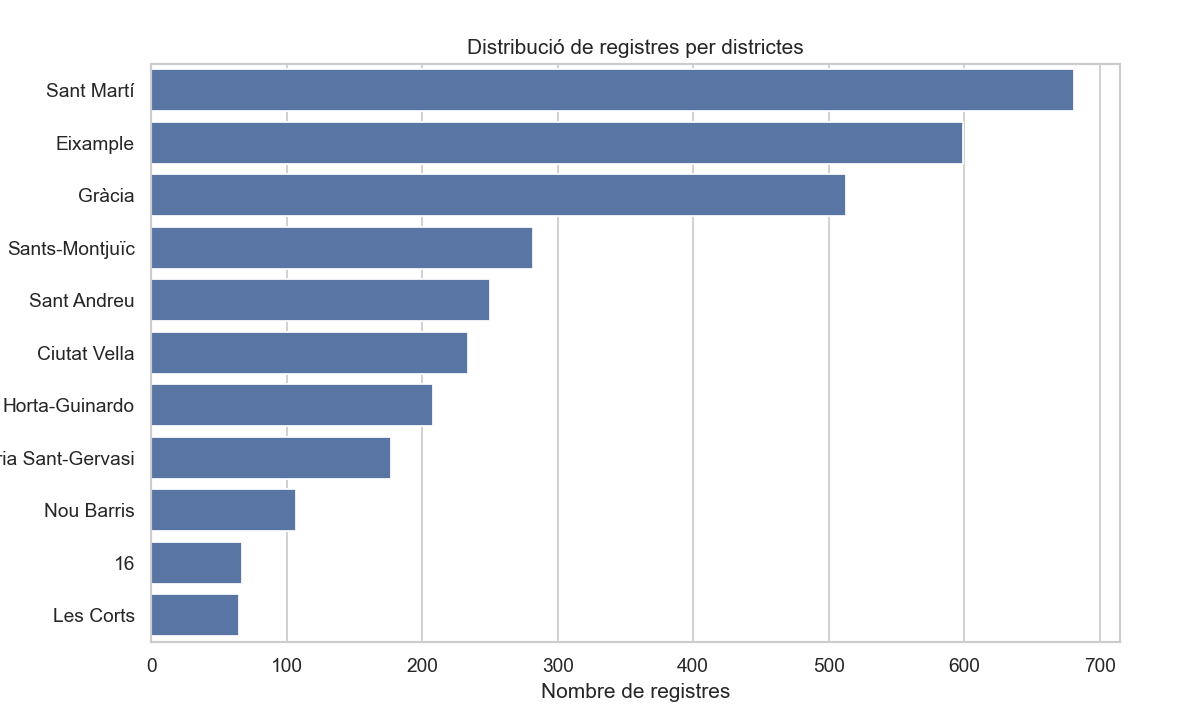 Distribució de registres per districtes
Sant Martí
Eixample
Gràcia
Sants-Montjuïc
Sant Andreu
Ciutat Vella
Horta-Guinardo
ria Sant-Gervasi
Nou Barris
16
Les Corts
0 100 200 300 400 500 600 700
Nombre de registres